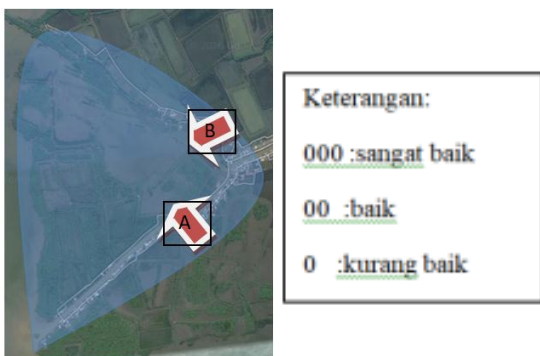 B
A
Keterangan:
000 :sangat baik
00 :baik
0 :kurang baik